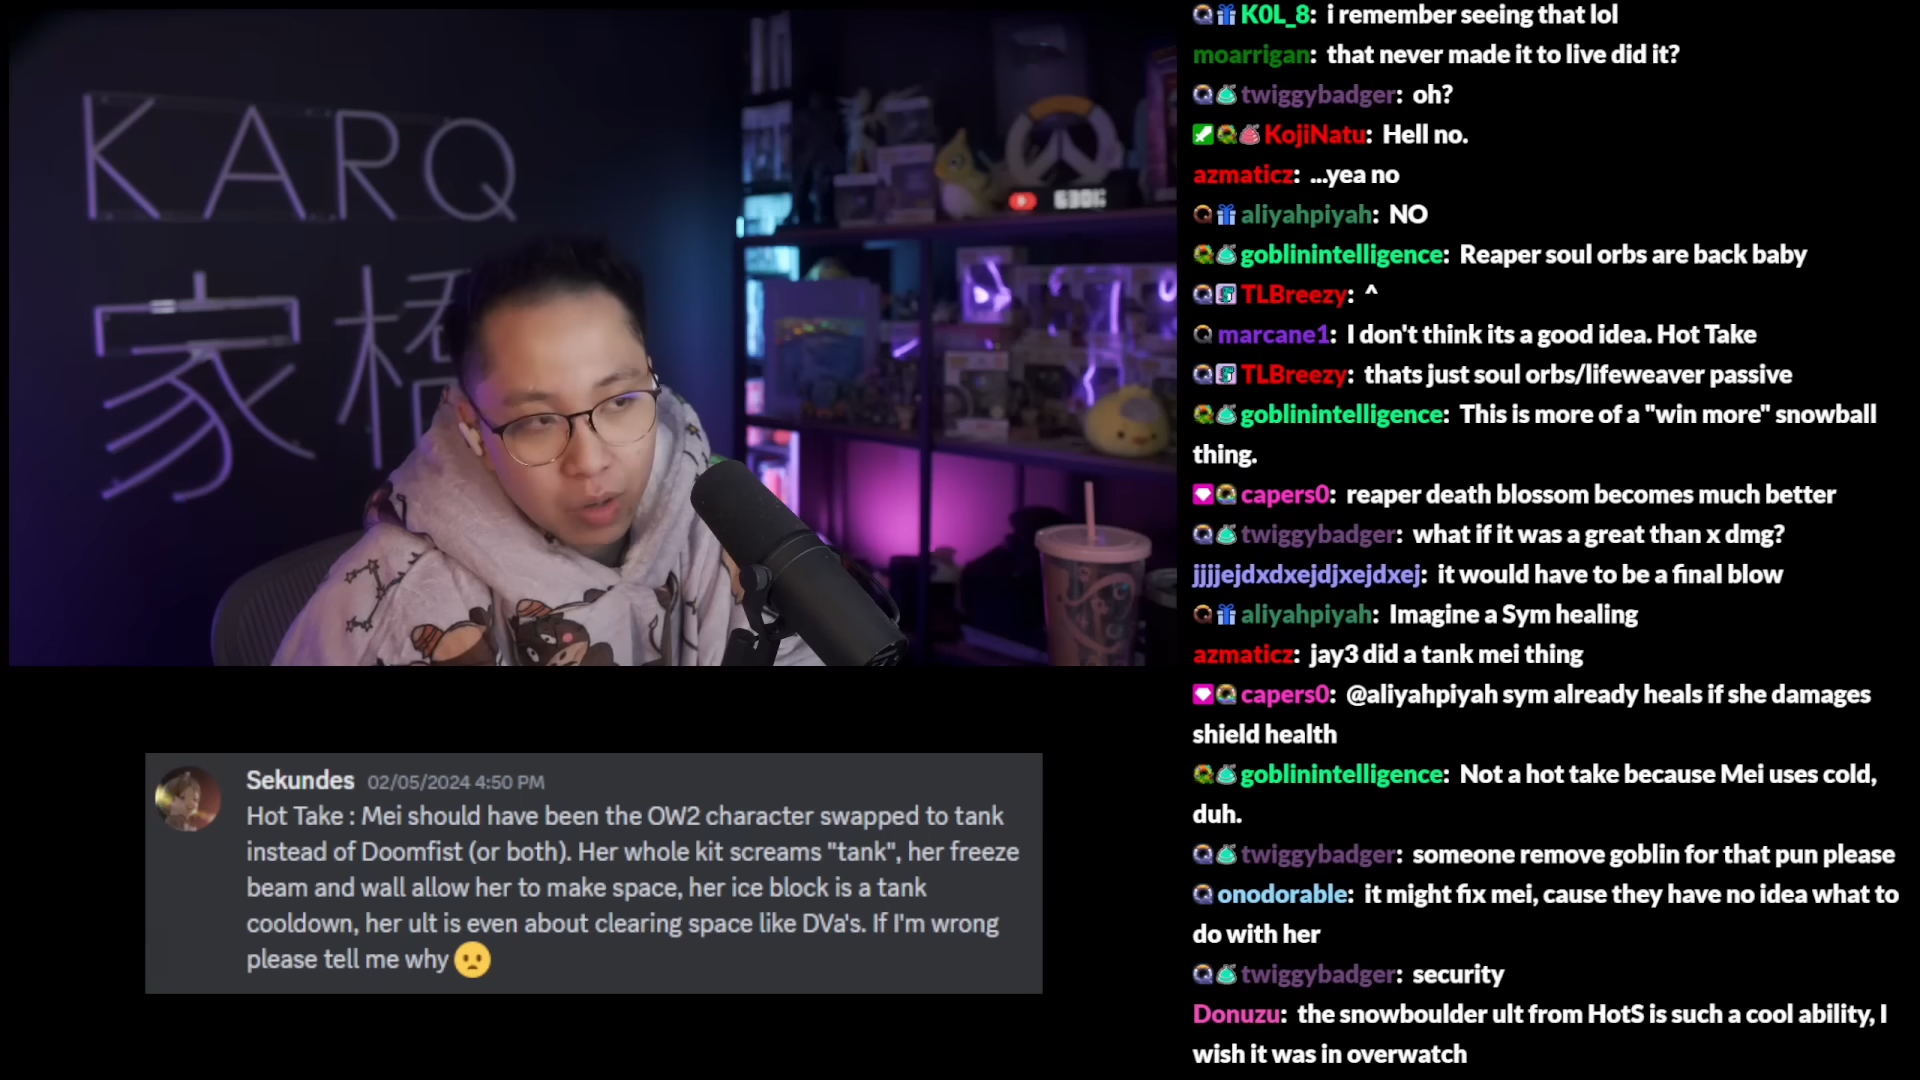 KARQ
家橋
630K
K0L_8: i remember seeing that lol
moarrigan: that never made it to live did it?
twiggybadger: oh?
KojiNatu: Hell no.
azmaticz: ...yea no
aliyahpiyah: NO
goblinintelligence: Reaper soul orbs are back baby
TLBreezy: ^
marcane1: I don't think its a good idea. Hot Take
TLBreezy: thats just soul orbs/lifeweaver passive
goblinintelligence: This is more of a "win more" snowball
thing.
capers0: reaper death blossom becomes much better
twiggybadger: what if it was a great than x dmg?
jjjjejdxdxejdjxejdxej: it would have to be a final blow
aliyahpiyah: Imagine a Sym healing
azmaticz: jay3 did a tank mei thing
capers0: @aliyahpiyah sym already heals if she damages
shield health
goblinintelligence: Not a hot take because Mei uses cold,
duh.
twiggybadger: someone remove goblin for that pun please
onodorable: it might fix mei, cause they have no idea what to
do with her
twiggybadger: security
Donuzu: the snowboulder ult from HotS is such a cool ability, I
wish it was in overwatch
Sekundes 02/05/2024 4:50 PM
Hot Take : Mei should have been the OW2 character swapped to tank
instead of Doomfist (or both). Her whole kit screams "tank", her freeze
beam and wall allow her to make space, her ice block is a tank
cooldown, her ult is even about clearing space like DVa's. If I'm wrong
please tell me why